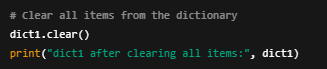 # Clear all items from the dictionary
dict1.clear()
print("dict1 after clearing all items:", dict1)